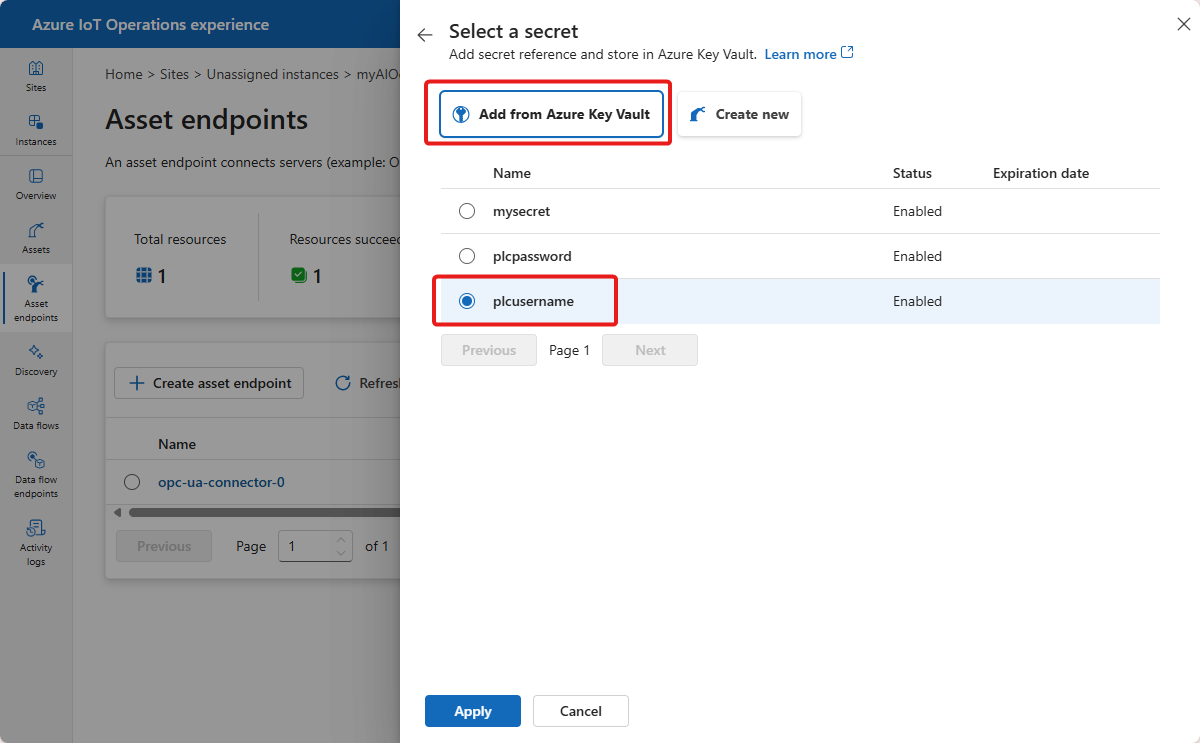 Azure IoT Operations experience
Sites
Instances
Overview
Assets
Asset
endpoints
Discovery
Data flows
Data flow
endpoints
Activity
logs
Home > Sites > Unassigned instances >
Asset endpoints
An asset endpoint connects servers (example:
Total resources
1
Resources
1
Create asset endpoint
Name
opc-ua-connector-0
Previous
Page
1
of 1
Select a secret
Add secret reference and store in Azure Key Vault. Learn more
Add from Azure Key Vault
Create new
Name Status Expiration date
mysecret Enabled
plcpassword Enabled
plcusername Enabled
Previous Page 1 Next
Apply Cancel